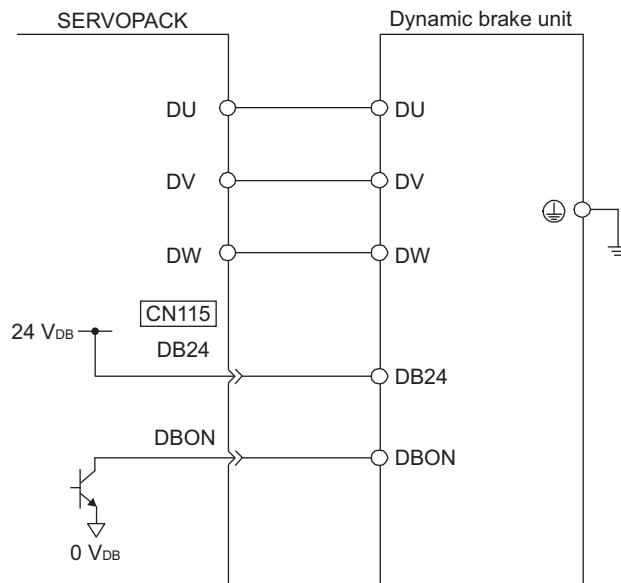 SERVOPACK
Dynamic brake unit
DU
DU
DV
DV
DW
DW
CN115
24 VDB
DB24
DB24
DBON
DBON
0 VDB